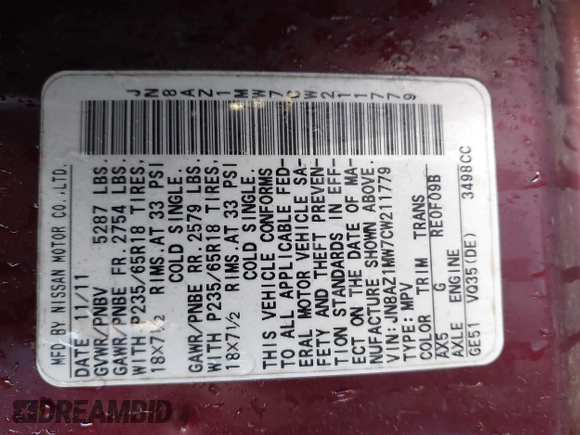 JN8AZ1MW7CW211779
MFD BY NISSAN MOTOR CO.,LTD.
DATE 11/11
GVWR/PNBV 5287 LBS.
GAWR/PNBE FR. 2754 LBS.
WITH P235/65R18 TIRES,
18X7½ RIMS AT 33 PSI
COLD SINGLE.
GAWR/PNBE RR. 2579 LBS.
WITH P235/65R18 TIRES,
18X7½ RIMS AT 33 PSI
COLD SINGLE.
THIS VEHICLE CONFORMS
TO ALL APPLICABLE FED-
ERAL MOTOR VEHICLE SA-
FETY AND THEFT PREVEN-
TION STANDARDS IN EFF-
ECT ON THE DATE OF MA-
NUFACTURE SHOWN ABOVE.
VIN: JN8AZ1MW7CW211779
TYPE: MPV
COLOR TRIM TRANS
AX5 G RE0F09B
AXLE ENGINE
GE51 VQ35(DE) 3498CC
DREAMBID